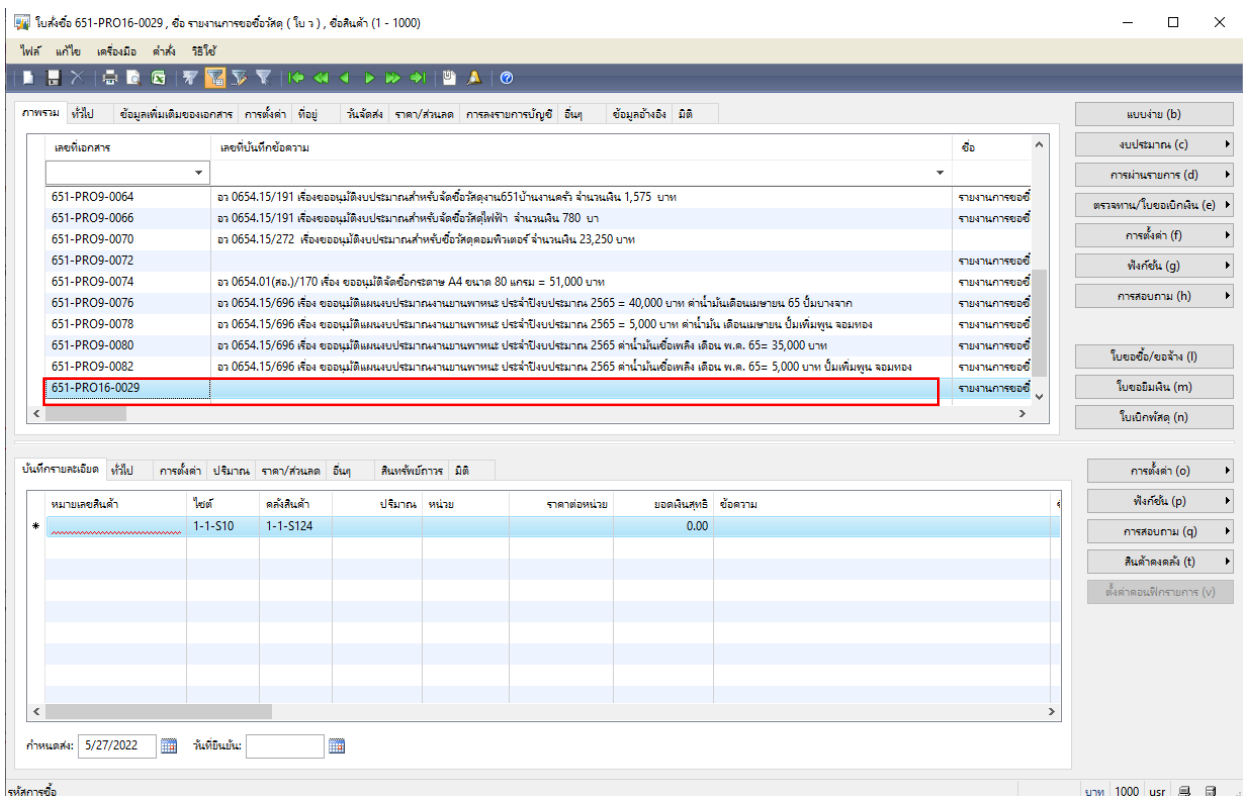 ใบสั่งซื้อ 651-PRO16-0029 , ชื่อ รายงานการขอซื้อวัสดุ ( ใบ ว ) , ชื่อสินค้า (1 - 1000)
ไฟล์ แก้ไข เครื่องมือ คำสั่ง วิธีใช้
ภาพรวม ทั่วไป ข้อมูลเพิ่มเติมของเอกสาร การตั้งค่า ที่อยู่ วันจัดส่ง ราคา/ส่วนลด การลงรายการบัญชี อื่นๆ ข้อมูลอ้างอิง มิติ
เลขที่เอกสาร เลขที่บันทึกข้อความ ชื่อ
651-PRO9-0064 อว 0654.15/191 เรื่องขออนุมัติงบประมาณสำหรับจัดซื้อวัสดุงาน651บ้านงานครัว จำนวนเงิน 1,575 บาท รายงานการขอซื้
651-PRO9-0066 อว 0654.15/191 เรื่องขออนุมัติงบประมาณสำหรับจัดซื้อวัสดุไฟฟ้า จำนวนเงิน 780 บา รายงานการขอซื้
651-PRO9-0070 อว 0654.15/272 เรื่องขออนุมัติงบประมาณสำหรับซื้อวัสดุคอมพิวเตอร์ จำนวนเงิน 23,250 บาท
651-PRO9-0072 รายงานการขอซื้
651-PRO9-0074 อว 0654.01(สอ.)/170 เรื่อง ขออนุมัติจัดซื้อกระดาษ A4 ขนาด 80 แกรม = 51,000 บาท รายงานการขอซื้
651-PRO9-0076 อว 0654.15/696 เรื่อง ขออนุมัติแผนงบประมาณงานยานพาหนะ ประจำปีงบประมาณ 2565 = 40,000 บาท ค่าน้ำมันเดือนเมษายน 65 ปั้มบางจาก รายงานการขอซื้
651-PRO9-0078 อว 0654.15/696 เรื่อง ขออนุมัติแผนงบประมาณงานยานพาหนะ ประจำปีงบประมาณ 2565 = 5,000 บาท ค่าน้ำมัน เดือนเมษายน ปั้มเพิ่มพูน จอมทอง รายงานการขอซื้
651-PRO9-0080 อว 0654.15/696 เรื่อง ขออนุมัติแผนงบประมาณงานยานพาหนะ ประจำปีงบประมาณ 2565 ค่าน้ำมันเชื้อเพลิง เดือน พ.ค. 65= 35,000 บาท รายงานการขอซื้
651-PRO9-0082 อว 0654.15/696 เรื่อง ขออนุมัติแผนงบประมาณงานยานพาหนะ ประจำปีงบประมาณ 2565 ค่าน้ำมันเชื้อเพลิง เดือน พ.ค. 65= 5,000 บาท ปั้มเพิ่มพูน จอมทอง รายงานการขอซื้
651-PRO16-0029 รายงานการขอซื้
แบบง่าย (b)
งบประมาณ (c)
การผ่านรายการ (d)
ตรวจทาน/ใบขอเบิกเงิน (e)
การตั้งค่า (f)
ฟังก์ชั่น (g)
การสอบถาม (h)
ใบขอซื้อ/ขอจ้าง (l)
ใบขอยืมเงิน (m)
ใบเบิกพัสดุ (n)
บันทึกรายละเอียด ทั่วไป การตั้งค่า ปริมาณ ราคา/ส่วนลด อื่นๆ สินทรัพย์ถาวร มิติ
หมายเลขสินค้า ไซต์ คลังสินค้า ปริมาณ หน่วย ราคาต่อหน่วย ยอดเงินสุทธิ ข้อความ
* 1-1-S10 1-1-S124 0.00
การตั้งค่า (o)
ฟังก์ชั่น (p)
การสอบถาม (q)
สินค้าคงคลัง (t)
ตั้งค่าคอนฟิกรายการ (v)
กำหนดส่ง: 5/27/2022 วันที่ยืนยัน:
รหัสการซื้อ บาท 1000 usr